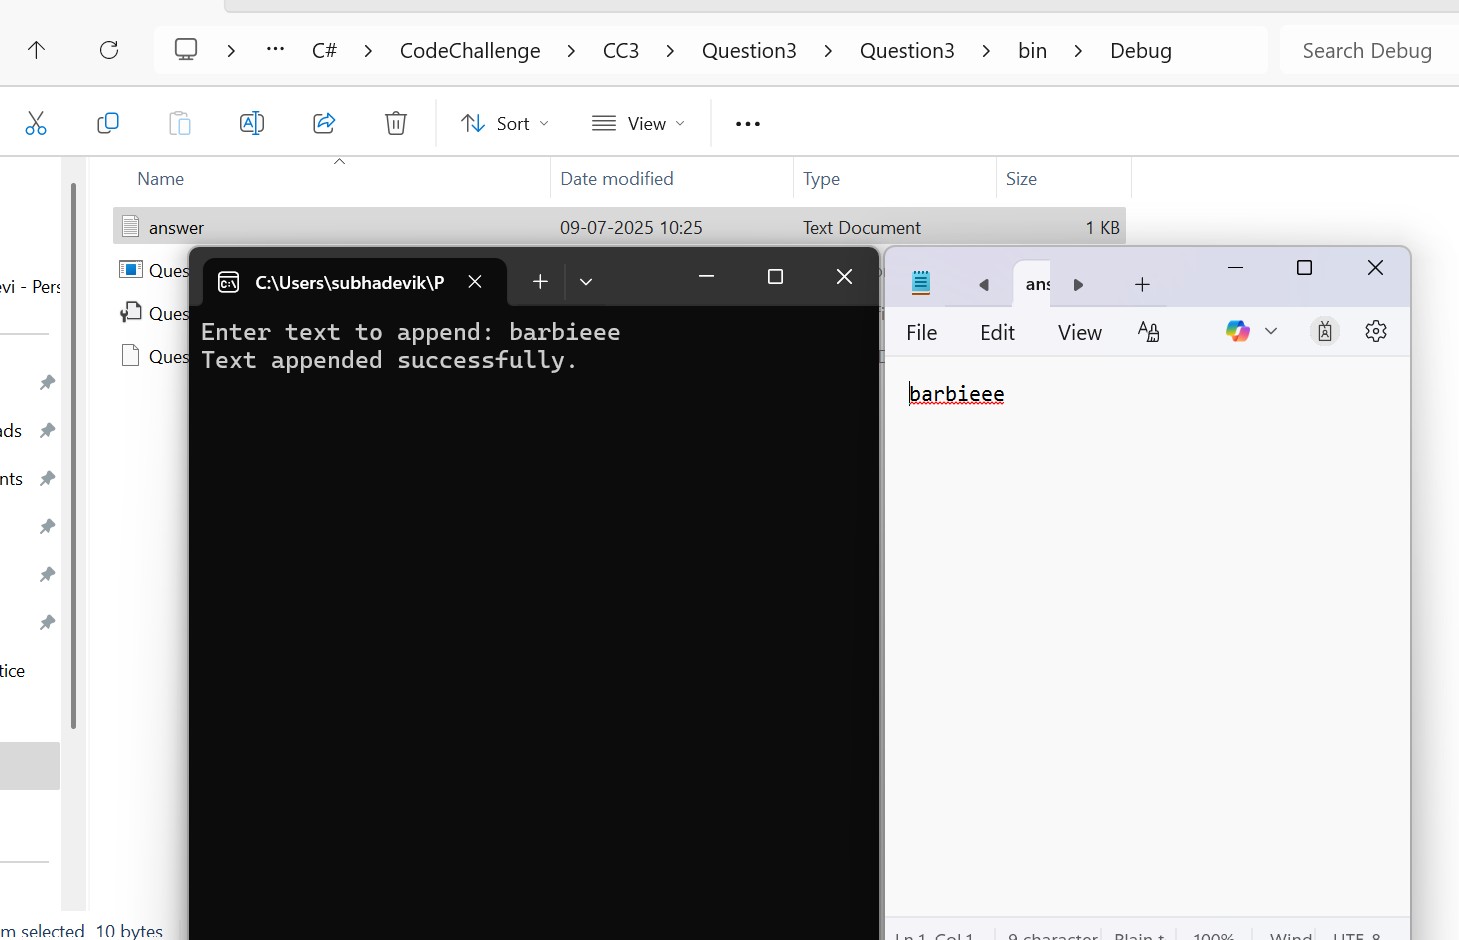 C# CodeChallenge CC3 Question3 Question3 bin Debug
Search Debug
Sort
View
Name
Date modified
Type
Size
answer
09-07-2025 10:25
Text Document
1 KB
Ques
Ques
Ques
evi - Pers
ads
nts
tice
m selected 10 bytes
C:\Users\subhadevik\P
Enter text to append: barbieee
Text appended successfully.
ans
File
Edit
View
barbieee
Ln 1, Col 1
9 character
Plain t
100%
Wind
UTF-8